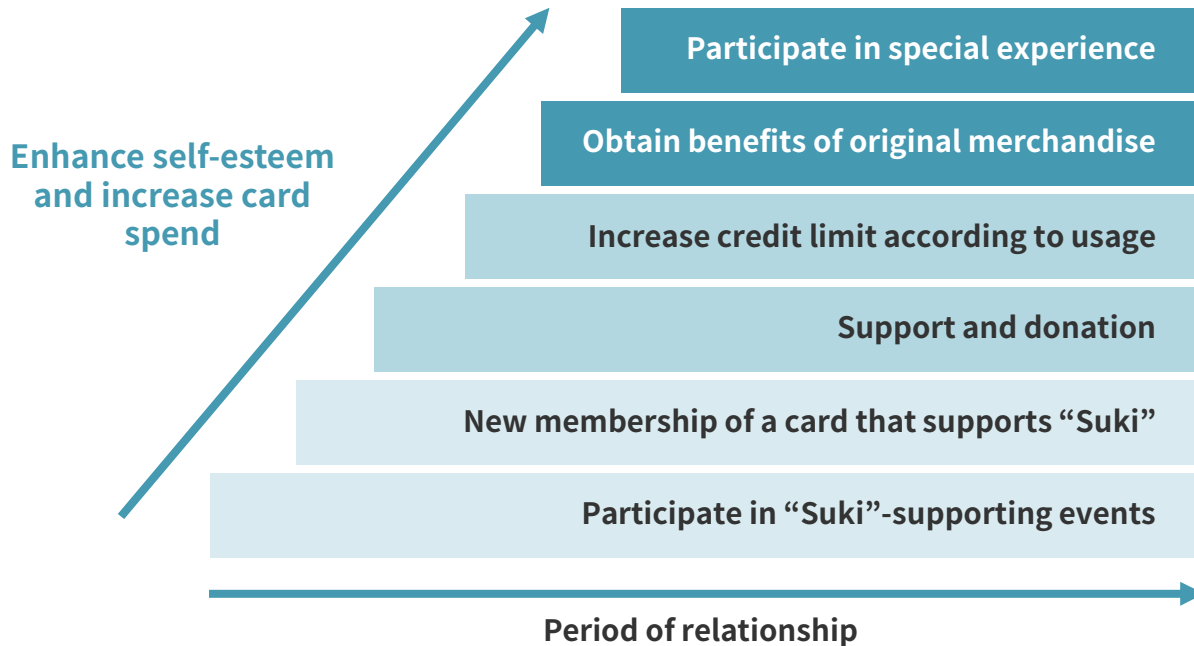 Participate in special experience
Obtain benefits of original merchandise
Enhance self-esteem
and increase card
spend
Increase credit limit according to usage
Support and donation
New membership of a card that supports “Suki”
Participate in “Suki”-supporting events
Period of relationship